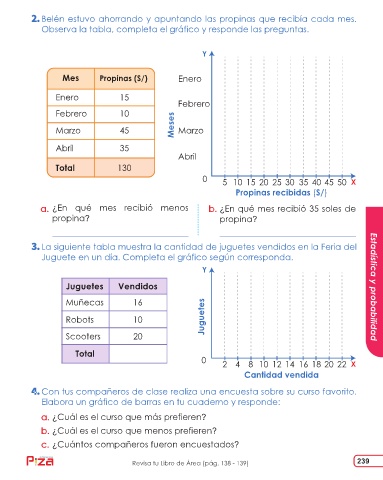 2. Belén estuvo ahorrando y apuntando las propinas que recibía cada mes.
Observa la tabla, completa el gráfico y responde las preguntas.
Mes Propinas (S/)
Enero 15
Febrero 10
Marzo 45
Abril 35
Total 130
Y
Meses
Enero
Febrero
Marzo
Abril
0 5 10 15 20 25 30 35 40 45 50 X
Propinas recibidas (S/)
a. ¿En qué mes recibió menos
propina?
b. ¿En qué mes recibió 35 soles de
propina?
3. La siguiente tabla muestra la cantidad de juguetes vendidos en la Feria del
Juguete en un día. Completa el gráfico según corresponda.
Juguetes Vendidos
Muñecas 16
Robots 10
Scooters 20
Total
Y
Juguetes
0 2 4 8 10 12 14 16 18 20 22 X
Cantidad vendida
4. Con tus compañeros de clase realiza una encuesta sobre su curso favorito.
Elabora un gráfico de barras en tu cuaderno y responde:
a. ¿Cuál es el curso que más prefieren?
b. ¿Cuál es el curso que menos prefieren?
c. ¿Cuántos compañeros fueron encuestados?
Estadística y probabilidad
Revisa tu Libro de Área (pág. 138 - 139)
239